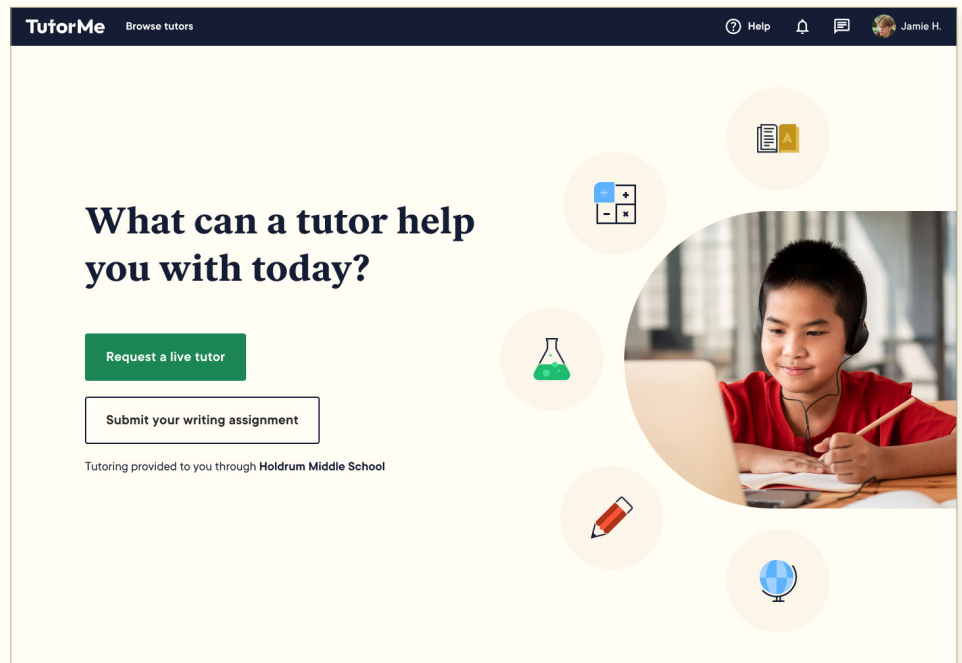 TutorMe Browse tutors Help Jamie H.
A
What can a tutor help
you with today?
Request a live tutor
Submit your writing assignment
Tutoring provided to you through Holdrum Middle School